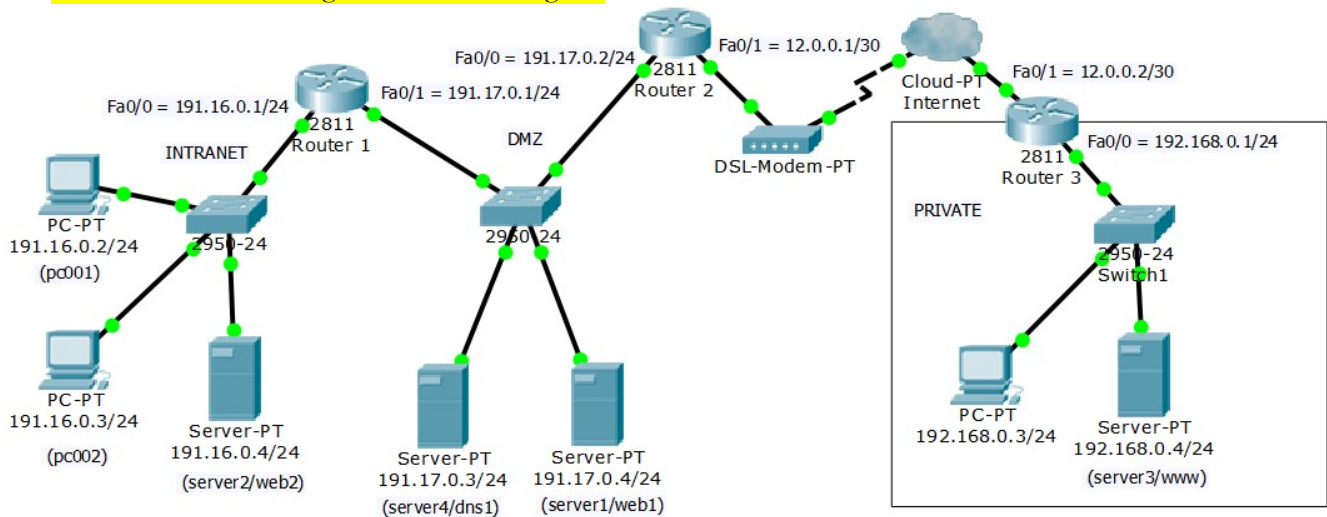 Fa0/0 = 191.16.0.1/24
2811
Router 1
Fa0/1 = 191.17.0.1/24
INTRANET
PC-PT
191.16.0.2/24
(pc001)
2950-24
PC-PT
191.16.0.3/24
(pc002)
Server-PT
191.16.0.4/24
(server2/web2)
DMZ
2950-24
Server-PT
191.17.0.3/24
(server4/dns1)
Server-PT
191.17.0.4/24
(server1/web1)
Fa0/0 = 191.17.0.2/24
2811
Router 2
Fa0/1 = 12.0.0.1/30
DSL-Modem-PT
Cloud-PT
Internet
Fa0/1 = 12.0.0.2/30
2811
Router 3
Fa0/0 = 192.168.0.1/24
PRIVATE
2950-24
Switch1
PC-PT
192.168.0.3/24
Server-PT
192.168.0.4/24
(server3/www)